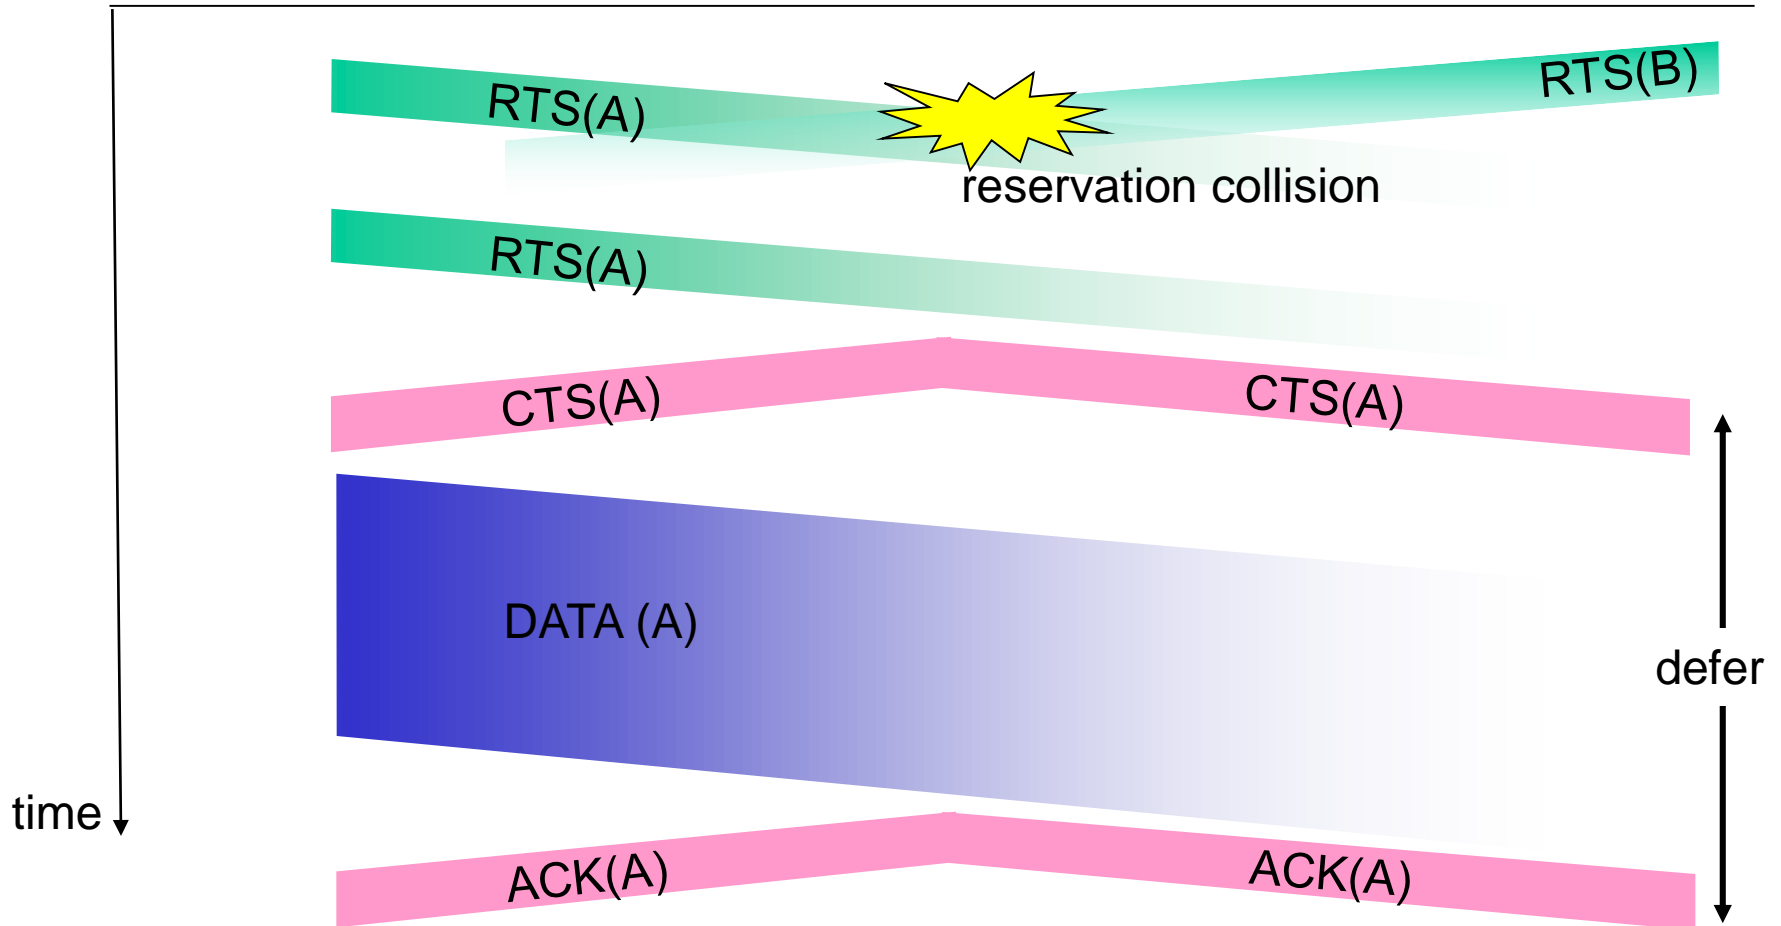 RTS(B)
RTS(A)
reservation collision
RTS(A)
CTS(A)
CTS(A)
DATA (A)
defer
time
ACK(A)
ACK(A)